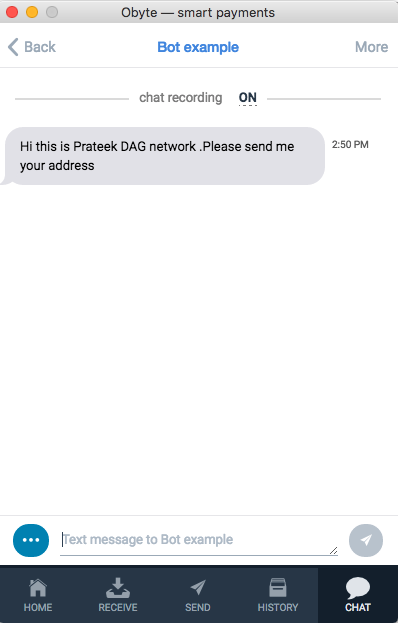 Obyte — smart payments
Back Bot example More
chat recording ON
Hi this is Prateek DAG network .Please send me
your address
2:50 PM
Text message to Bot example
HOME RECEIVE SEND HISTORY CHAT